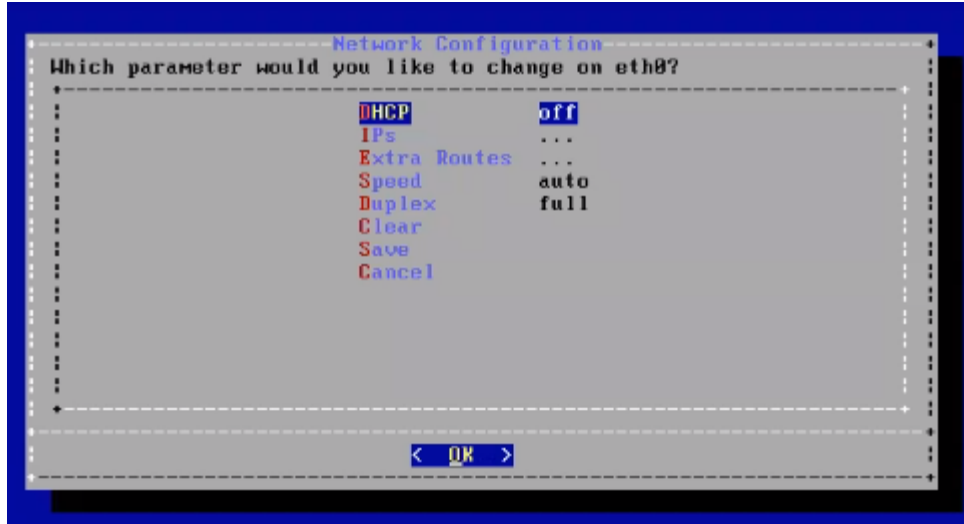 Network Configuration
Which parameter would you like to change on eth0?
DHCP off
IPs ...
Extra Routes ...
Speed auto
Duplex full
Clear
Save
Cancel
< OK >